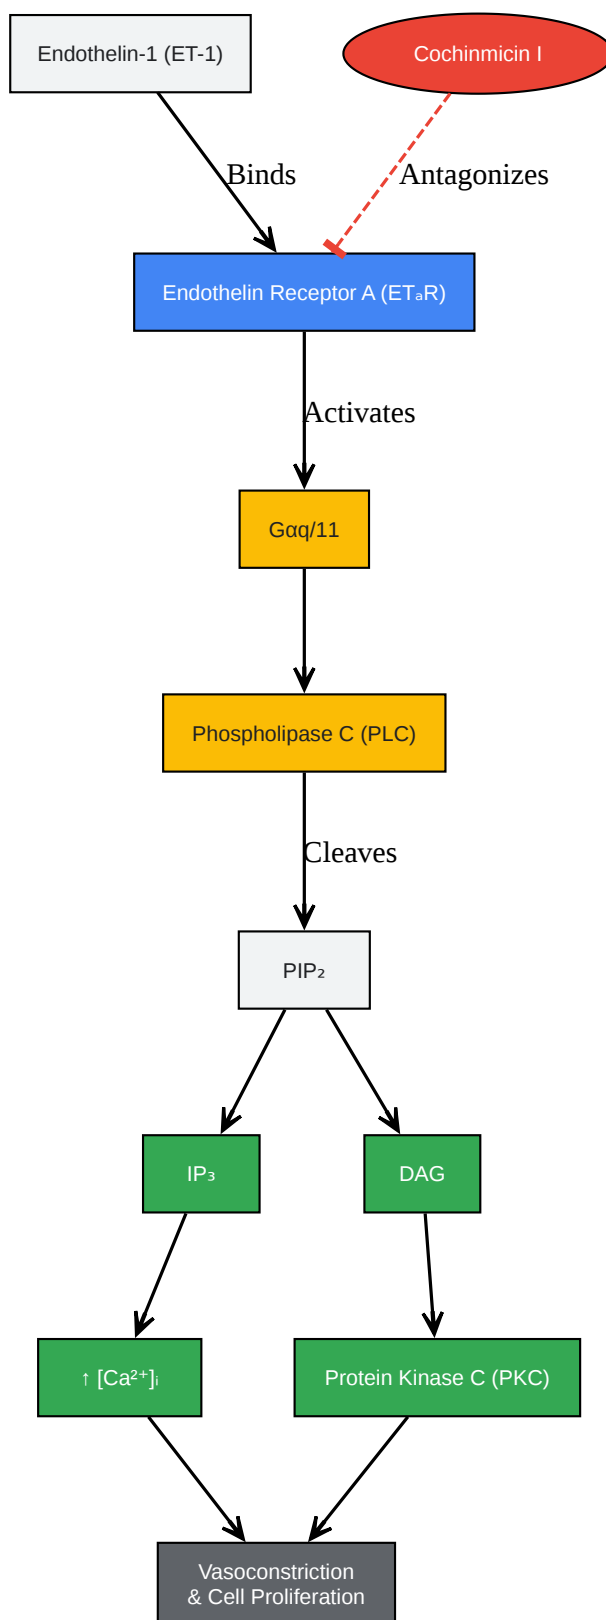 Endothelin-1 (ET-1)
Cochinmicin I
Binds
Antagonizes
Endothelin Receptor A (ETₐR)
Activates
Gαq/11
Phospholipase C (PLC)
Cleaves
PIP₂
IP₃
DAG
↑ [Ca²⁺]ᵢ
Protein Kinase C (PKC)
Vasoconstriction
& Cell Proliferation